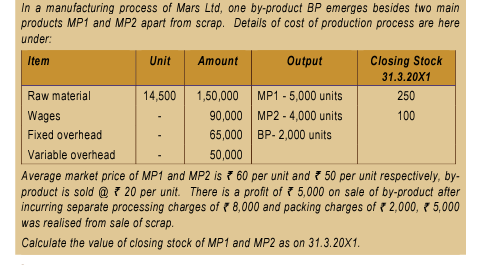 In a manufacturing process of Mars Ltd, one by-product BP emerges besides two main
products MP1 and MP2 apart from scrap. Details of cost of production process are here
under:
Item Unit Amount Output Closing Stock
31.3.20X1
Raw material 14,500 1,50,000 MP1 - 5,000 units 250
Wages - 90,000 MP2 - 4,000 units 100
Fixed overhead - 65,000 BP- 2,000 units
Variable overhead - 50,000
Average market price of MP1 and MP2 is ₹ 60 per unit and ₹ 50 per unit respectively, by-
product is sold @ ₹ 20 per unit. There is a profit of ₹ 5,000 on sale of by-product after
incurring separate processing charges of ₹ 8,000 and packing charges of ₹ 2,000, ₹ 5,000
was realised from sale of scrap.
Calculate the value of closing stock of MP1 and MP2 as on 31.3.20X1.